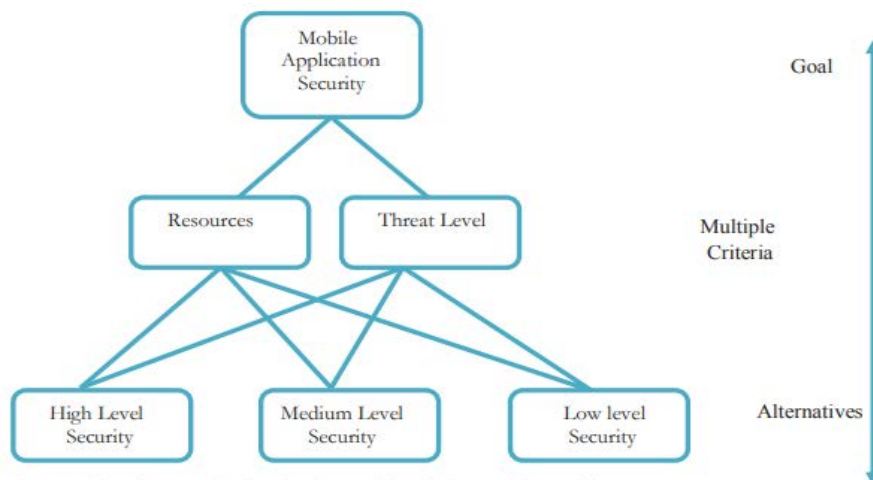 Mobile
Application
Security
Goal
Resources
Threat Level
Multiple
Criteria
High Level
Security
Medium Level
Security
Low level
Security
Alternatives